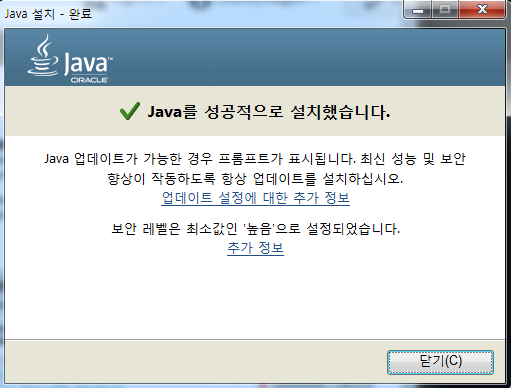 Java 설치 - 완료
Java
ORACLE
Java를 성공적으로 설치했습니다.
Java 업데이트가 가능한 경우 프롬프트가 표시됩니다. 최신 성능 및 보안
향상이 작동하도록 항상 업데이트를 설치하십시오.
업데이트 설정에 대한 추가 정보
보안 레벨은 최소값인 '높음'으로 설정되었습니다.
추가 정보
닫기(C)